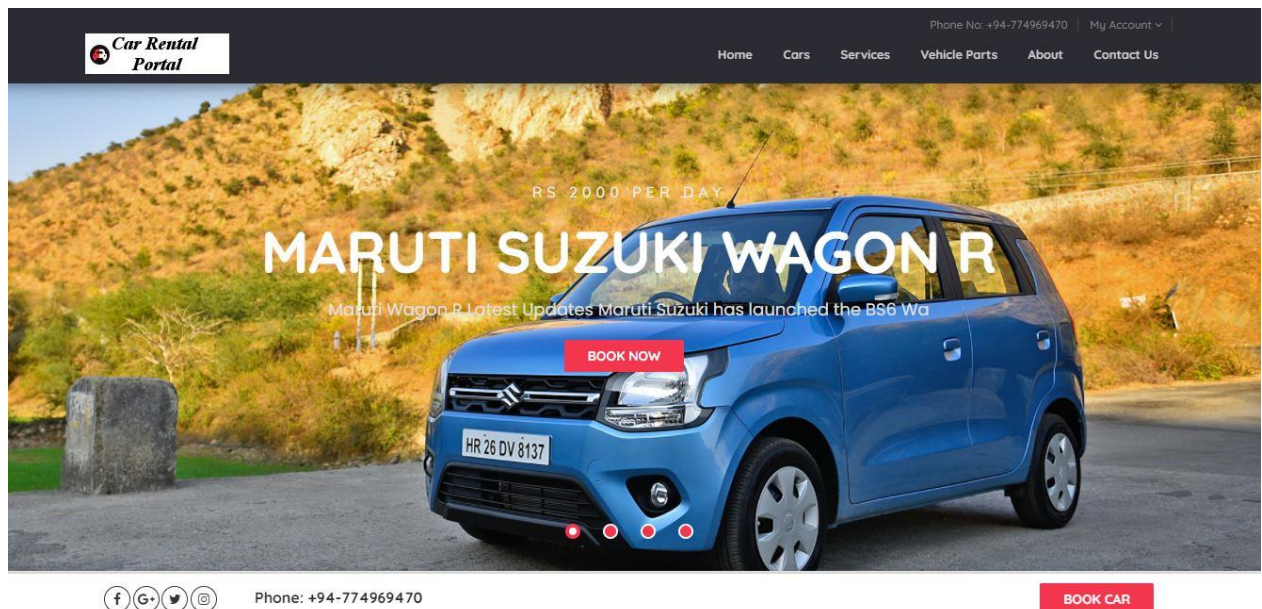 Phone No: +94-774969470
My Account
Car Rental
Portal
Home Cars Services Vehicle Parts About Contact Us
RS 2000 PER DAY
MARUTI SUZUKI WAGON R
Maruti Wagon R Latest Updates Maruti Suzuki has launched the BS6 Wa
BOOK NOW
HR 26 DV 8137
Phone: +94-774969470
BOOK CAR